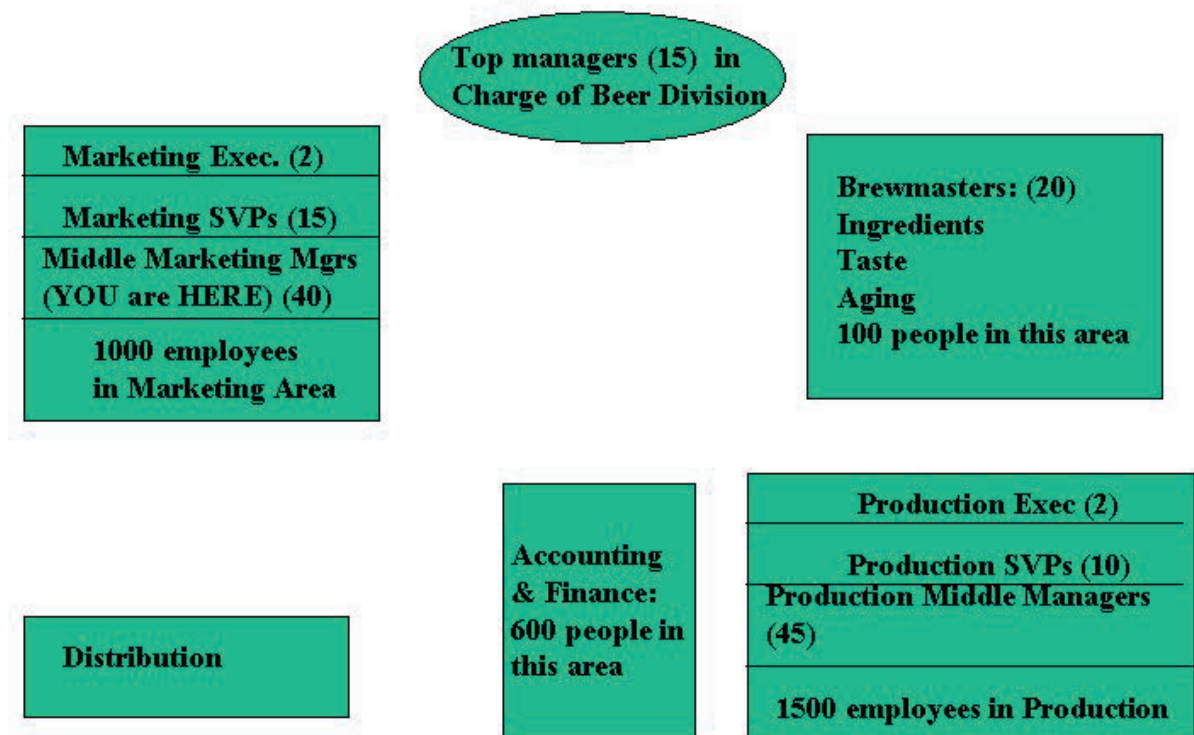 Top managers (15) in
Charge of Beer Division
Marketing Exec. (2)
Marketing SVPs (15)
Middle Marketing Mgrs
(YOU are HERE) (40)
1000 employees
in Marketing Area
Brewmasters: (20)
Ingredients
Taste
Aging
100 people in this area
Distribution
Accounting
& Finance:
600 people in
this area
Production Exec (2)
Production SVPs (10)
Production Middle Managers
(45)
1500 employees in Production